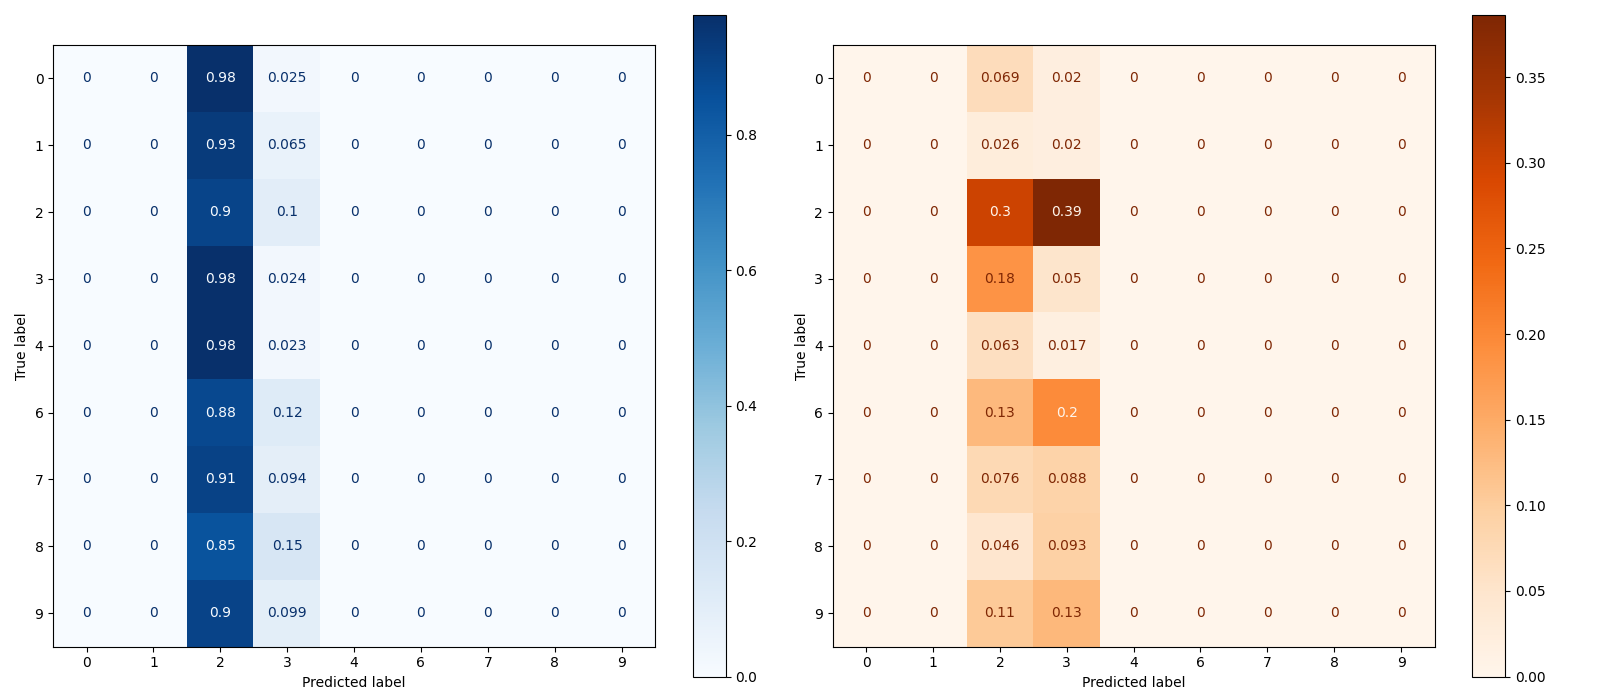 0 0 0 0.98 0.025 0 0 0 0 0
1 0 0 0.93 0.065 0 0 0 0 0
2 0 0 0.9 0.1 0 0 0 0 0
3 0 0 0.98 0.024 0 0 0 0 0
4 0 0 0.98 0.023 0 0 0 0 0
6 0 0 0.88 0.12 0 0 0 0 0
7 0 0 0.91 0.094 0 0 0 0 0
8 0 0 0.85 0.15 0 0 0 0 0
9 0 0 0.9 0.099 0 0 0 0 0
0 1 2 3 4 6 7 8 9
True label
Predicted label
0.8
0.6
0.4
0.2
0.0
0 0 0 0.069 0.02 0 0 0 0 0
1 0 0 0.026 0.02 0 0 0 0 0
2 0 0 0.3 0.39 0 0 0 0 0
3 0 0 0.18 0.05 0 0 0 0 0
4 0 0 0.063 0.017 0 0 0 0 0
6 0 0 0.13 0.2 0 0 0 0 0
7 0 0 0.076 0.088 0 0 0 0 0
8 0 0 0.046 0.093 0 0 0 0 0
9 0 0 0.11 0.13 0 0 0 0 0
0 1 2 3 4 6 7 8 9
True label
Predicted label
0.35
0.30
0.25
0.20
0.15
0.10
0.05
0.00